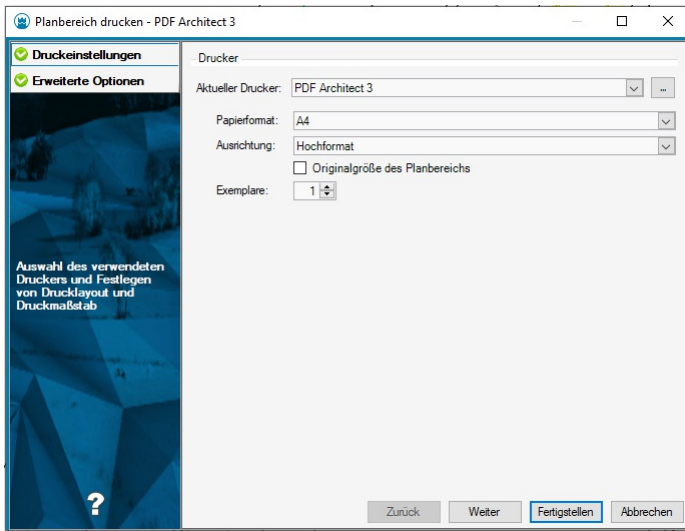 Planbereich drucken - PDF Architect 3
Druckeinstellungen
Erweiterte Optionen
Auswahl des verwendeten
Druckers und Festlegen
von Drucklayout und
Druckmaßstab
?
Drucker
Aktueller Drucker: PDF Architect 3 ...
Papierformat: A4
Ausrichtung: Hochformat
Originalgröße des Planbereichs
Exemplare: 1
Zurück Weiter Fertigstellen Abbrechen